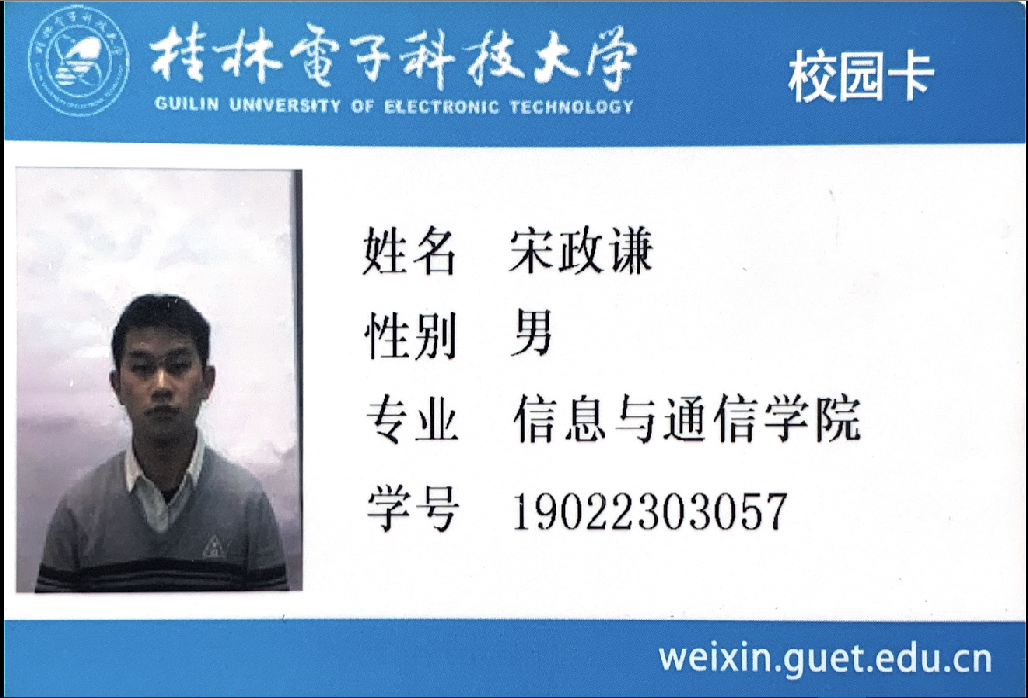 桂林電子科技大学
GUILIN UNIVERSITY OF ELECTRONIC TECHNOLOGY
校园卡
姓名 宋政谦
性别 男
专业 信息与通信学院
学号 19022303057
weixin.guet.edu.cn